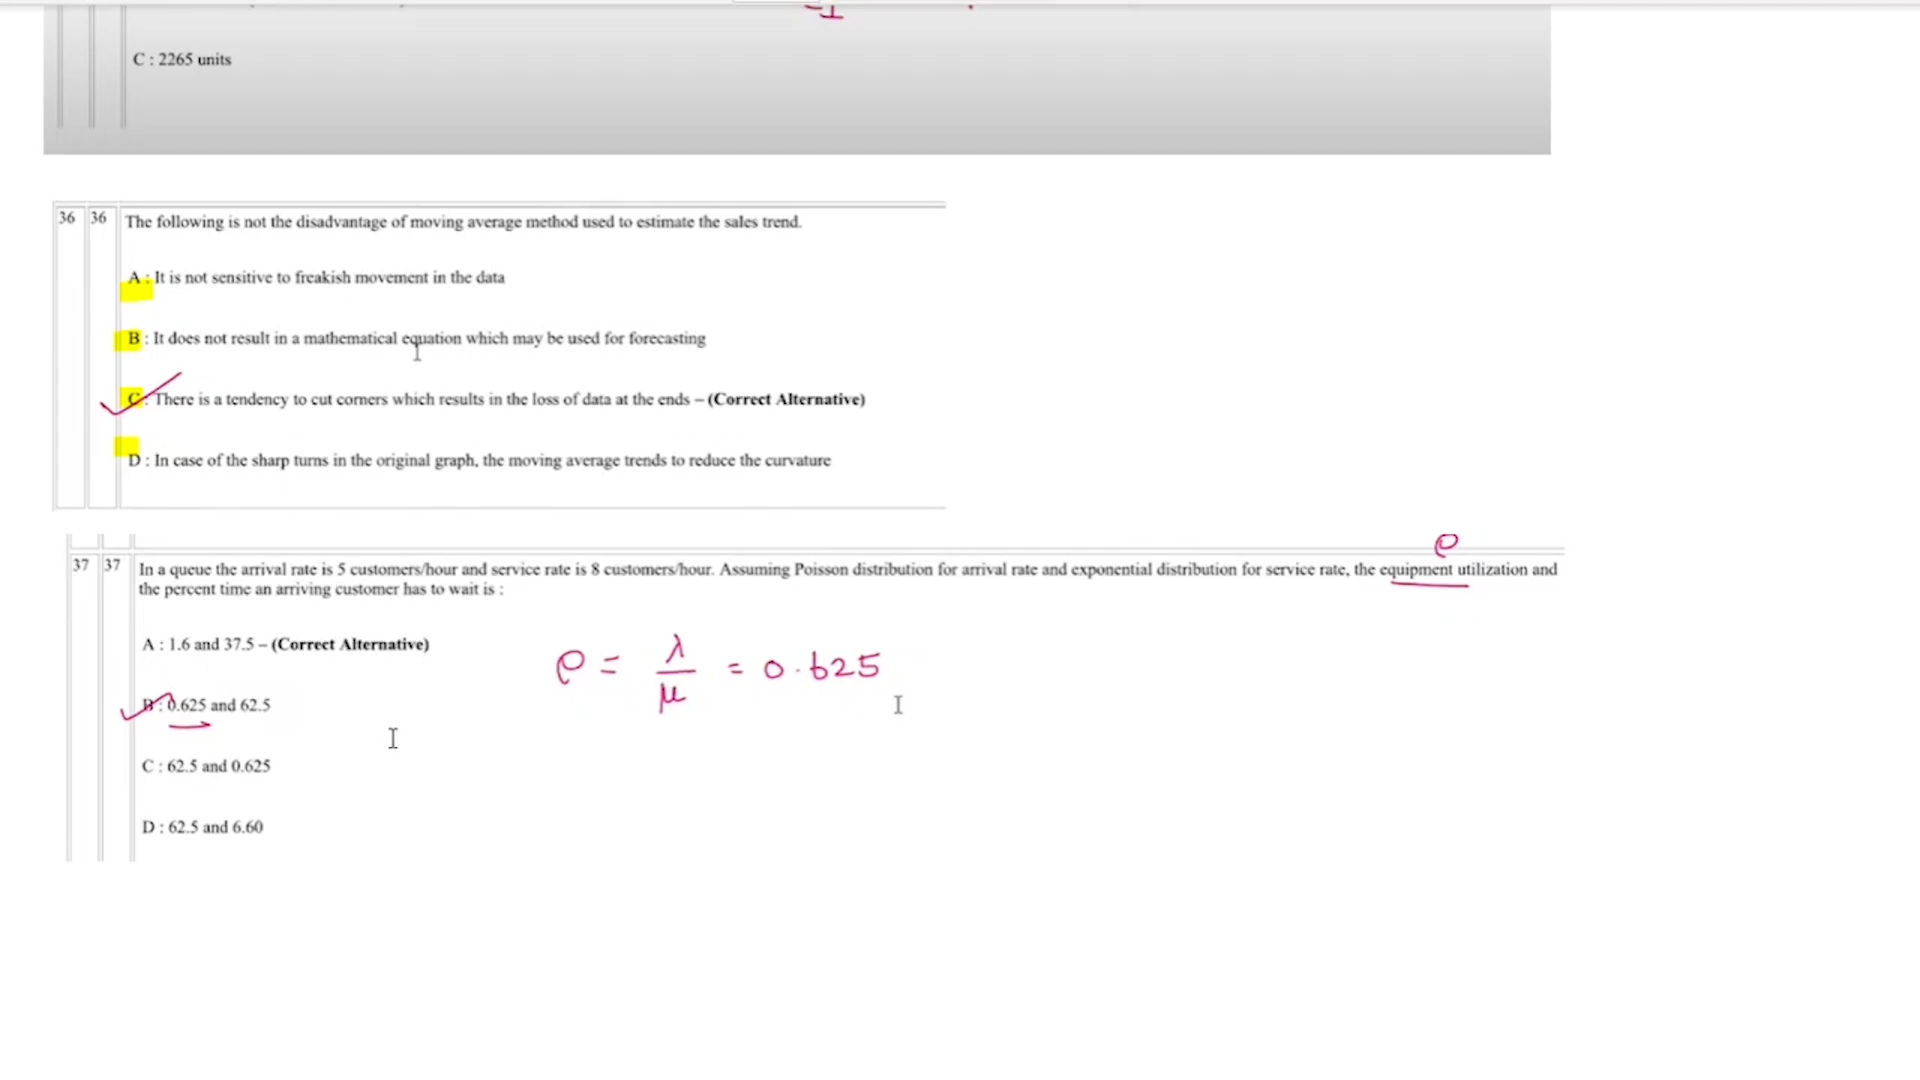 C : 2265 units
36 36 The following is not the disadvantage of moving average method used to estimate the sales trend.
A : It is not sensitive to freakish movement in the data
B : It does not result in a mathematical equation which may be used for forecasting
C : There is a tendency to cut corners which results in the loss of data at the ends – (Correct Alternative)
D : In case of the sharp turns in the original graph, the moving average trends to reduce the curvature
ρ
37 37 In a queue the arrival rate is 5 customers/hour and service rate is 8 customers/hour. Assuming Poisson distribution for arrival rate and exponential distribution for service rate, the equipment utilization and
the percent time an arriving customer has to wait is :
A : 1.6 and 37.5 – (Correct Alternative)
ρ = λ/μ = 0.625
B : 0.625 and 62.5
C : 62.5 and 0.625
D : 62.5 and 6.60